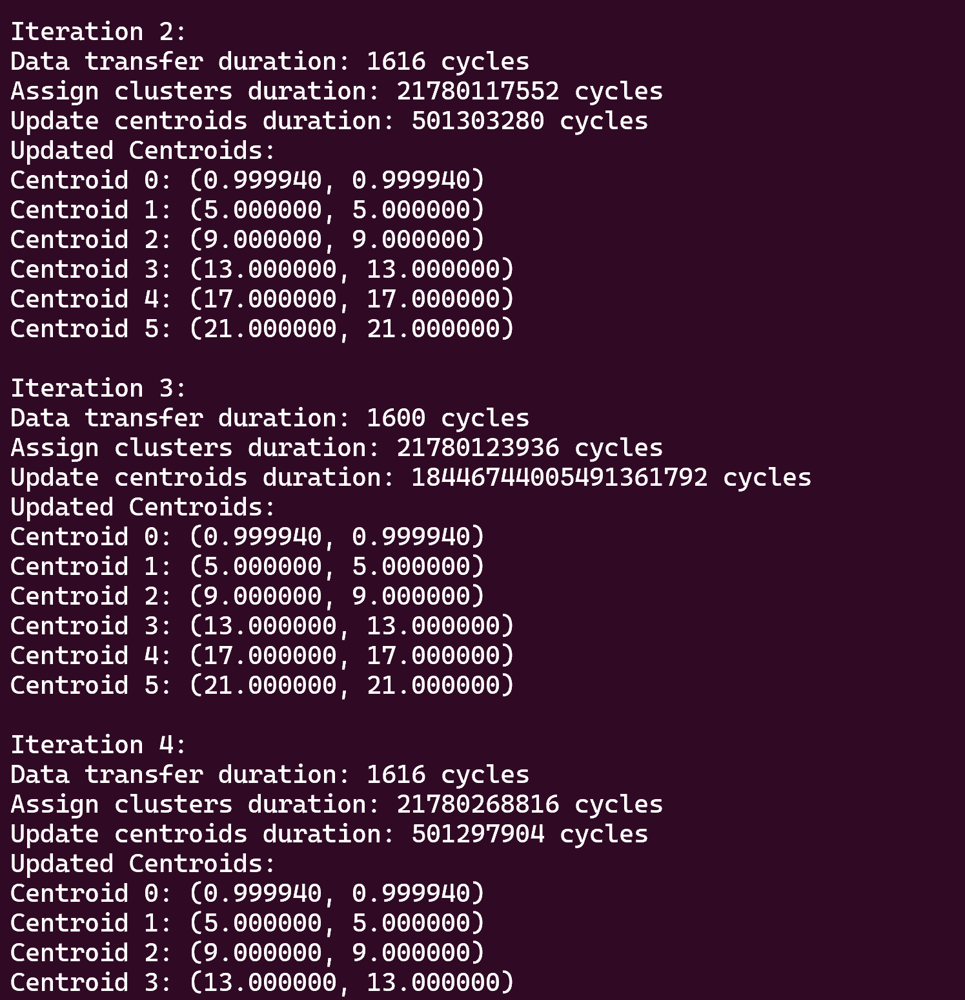 Iteration 2:
Data transfer duration: 1616 cycles
Assign clusters duration: 21780117552 cycles
Update centroids duration: 501303280 cycles
Updated Centroids:
Centroid 0: (0.999940, 0.999940)
Centroid 1: (5.000000, 5.000000)
Centroid 2: (9.000000, 9.000000)
Centroid 3: (13.000000, 13.000000)
Centroid 4: (17.000000, 17.000000)
Centroid 5: (21.000000, 21.000000)

Iteration 3:
Data transfer duration: 1600 cycles
Assign clusters duration: 21780123936 cycles
Update centroids duration: 18446744005491361792 cycles
Updated Centroids:
Centroid 0: (0.999940, 0.999940)
Centroid 1: (5.000000, 5.000000)
Centroid 2: (9.000000, 9.000000)
Centroid 3: (13.000000, 13.000000)
Centroid 4: (17.000000, 17.000000)
Centroid 5: (21.000000, 21.000000)

Iteration 4:
Data transfer duration: 1616 cycles
Assign clusters duration: 21780268816 cycles
Update centroids duration: 501297904 cycles
Updated Centroids:
Centroid 0: (0.999940, 0.999940)
Centroid 1: (5.000000, 5.000000)
Centroid 2: (9.000000, 9.000000)
Centroid 3: (13.000000, 13.000000)